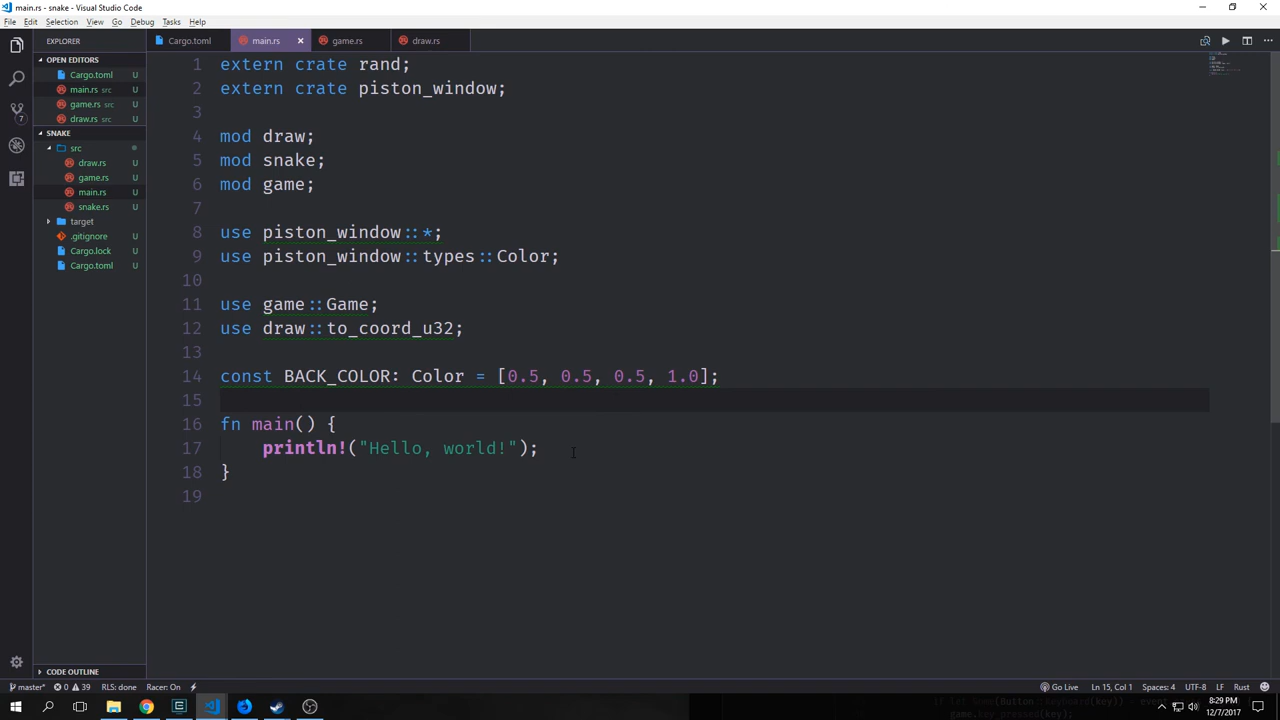 main.rs - snake - Visual Studio Code
File Edit Selection View Go Debug Tasks Help
EXPLORER
Cargo.toml main.rs game.rs draw.rs
OPEN EDITORS
Cargo.toml U
main.rs src U
game.rs src U
draw.rs src U
SNAKE
src
draw.rs U
game.rs U
main.rs U
snake.rs U
target
.gitignore U
Cargo.lock U
Cargo.toml U
CODE OUTLINE
7
1 extern crate rand;
2 extern crate piston_window;
3
4 mod draw;
5 mod snake;
6 mod game;
7
8 use piston_window::*;
9 use piston_window::types::Color;
10
11 use game::Game;
12 use draw::to_coord_u32;
13
14 const BACK_COLOR: Color = [0.5, 0.5, 0.5, 1.0];
15
16 fn main() {
17 println!("Hello, world!");
18 }
19
master* 0 39 RLS: done Racer: On Go Live Ln 15, Col 1 Spaces: 4 UTF-8 LF Rust
8:29 PM
12/7/2017